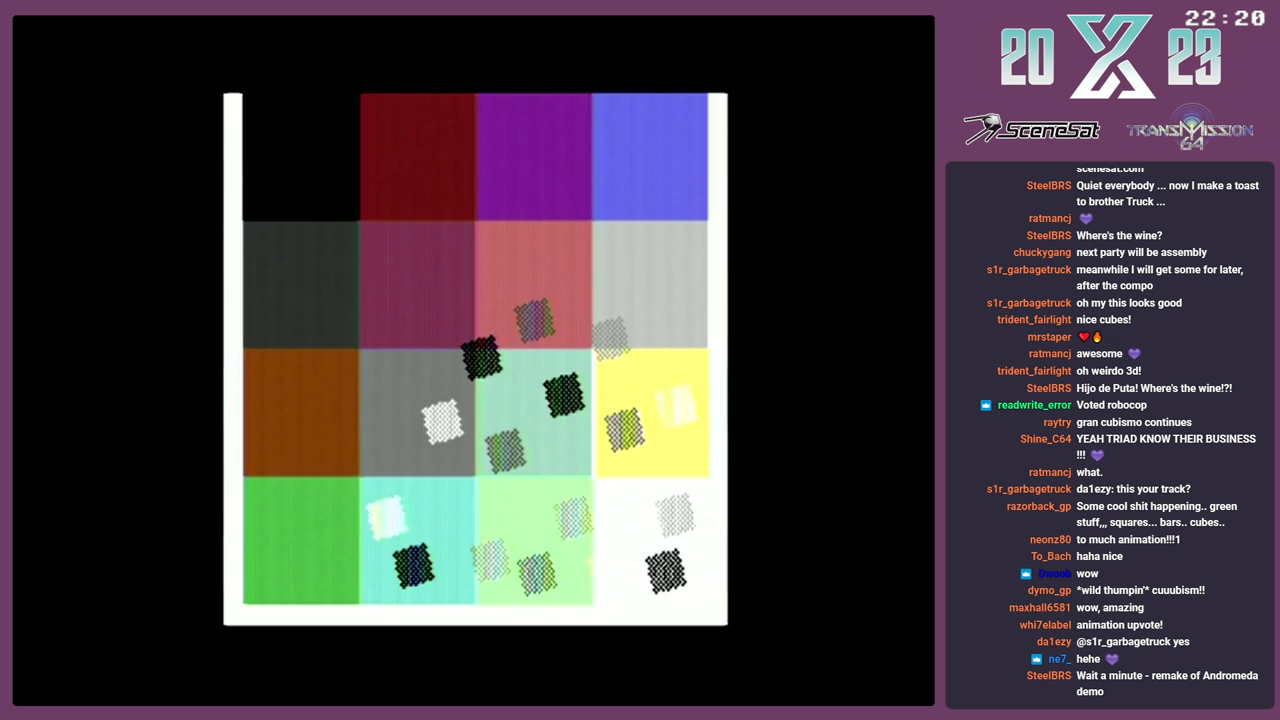 22:20
20 X 23
SCENESAT
TRANSMISSION
64
scenesat.com
SteelBRS Quiet everybody ... now I make a toast
to brother Truck ...
ratmancj 💜
SteelBRS Where's the wine?
chuckygang next party will be assembly
s1r_garbagetruck meanwhile I will get some for later,
after the compo
s1r_garbagetruck oh my this looks good
trident_fairlight nice cubes!
mrstaper ❤️🔥
ratmancj awesome 💜
trident_fairlight oh weirdo 3d!
SteelBRS Hijo de Puta! Where's the wine!?!
readwrite_error Voted robocop
raytry gran cubismo continues
Shine_C64 YEAH TRIAD KNOW THEIR BUSINESS
!!! 💜
ratmancj what.
s1r_garbagetruck da1ezy: this your track?
razorback_gp Some cool shit happening.. green
stuff,,, squares... bars.. cubes..
neonz80 to much animation!!!1
To_Bach haha nice
Dwoob wow
dymo_gp *wild thumpin'* cuuubism!!
maxhall6581 wow, amazing
whi7elabel animation upvote!
da1ezy @s1r_garbagetruck yes
ne7_ hehe 💜
SteelBRS Wait a minute - remake of Andromeda
demo